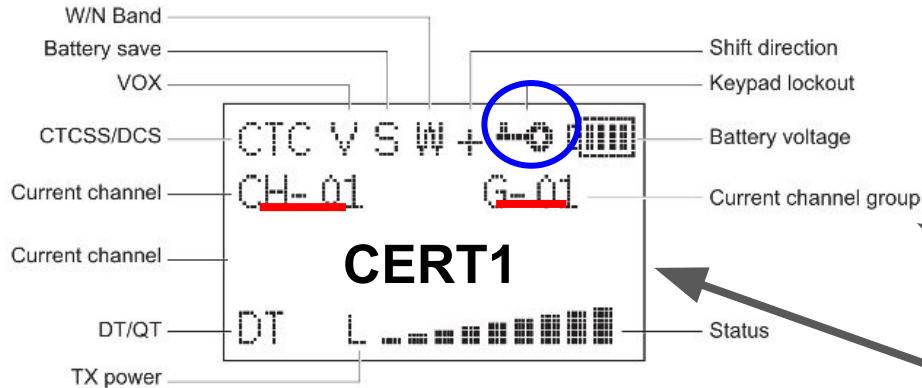 W/N Band
Battery save
VOX
CTCSS/DCS
Current channel
Current channel
DT/QT
TX power
Shift direction
Keypad lockout
Battery voltage
Current channel group
Status
CTC V S W +
CH-01 G-01
CERT1
DT L